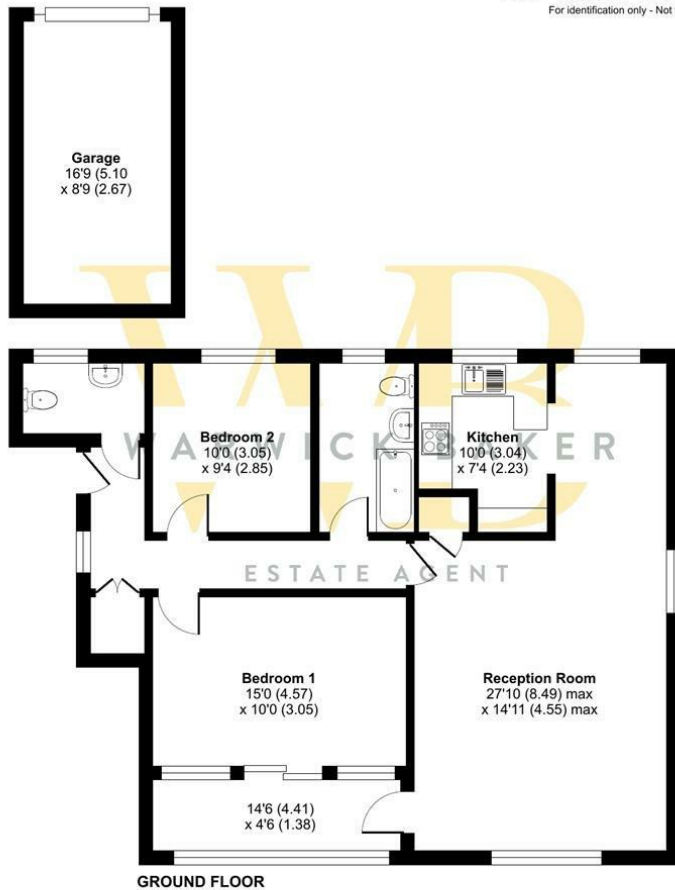 For identification only - Not
Garage
16'9 (5.10
x 8'9 (2.67)
WB
Bedroom 2
10'0 (3.05)
x 9'4 (2.85)
Kitchen
10'0 (3.04)
x 7'4 (2.23)
WARWICK BAKER
ESTATE AGENT
Bedroom 1
15'0 (4.57)
x 10'0 (3.05)
Reception Room
27'10 (8.49) max
x 14'11 (4.55) max
14'6 (4.41)
x 4'6 (1.38)
GROUND FLOOR